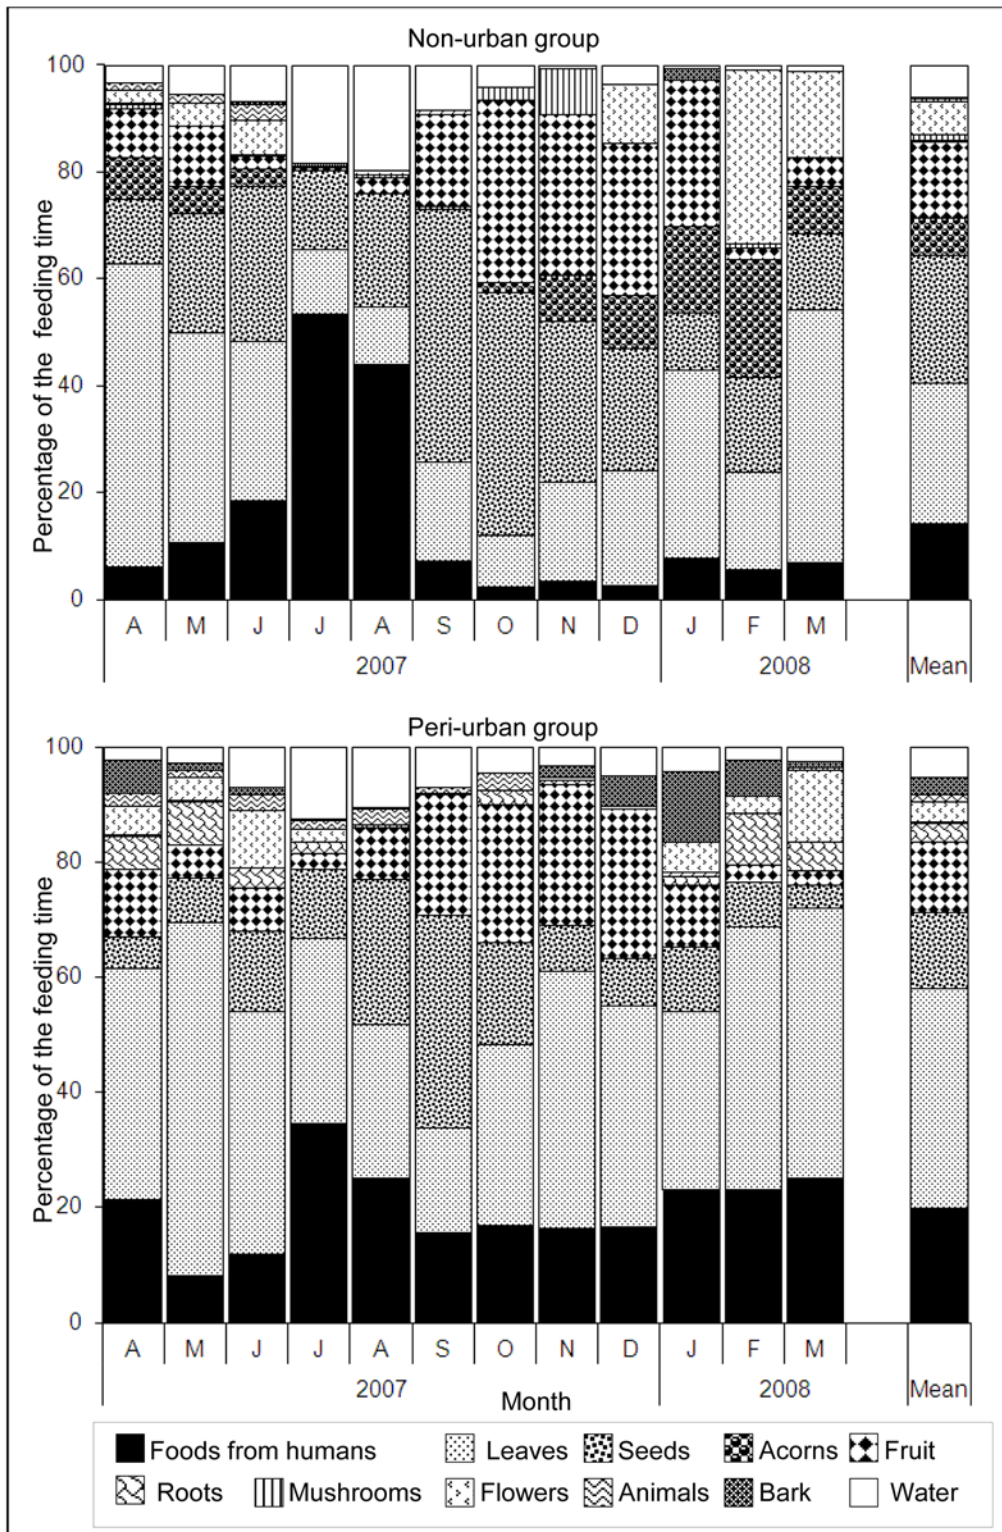 Non-urban group
Percentage of the feeding time
100
80
60
40
20
0
A M J J A S O N D J F M
2007 2008 Mean
Peri-urban group
Percentage of the feeding time
100
80
60
40
20
0
A M J J A S O N D J F M
2007 2008 Mean
Month
Foods from humans Leaves Seeds Acorns Fruit
Roots Mushrooms Flowers Animals Bark Water